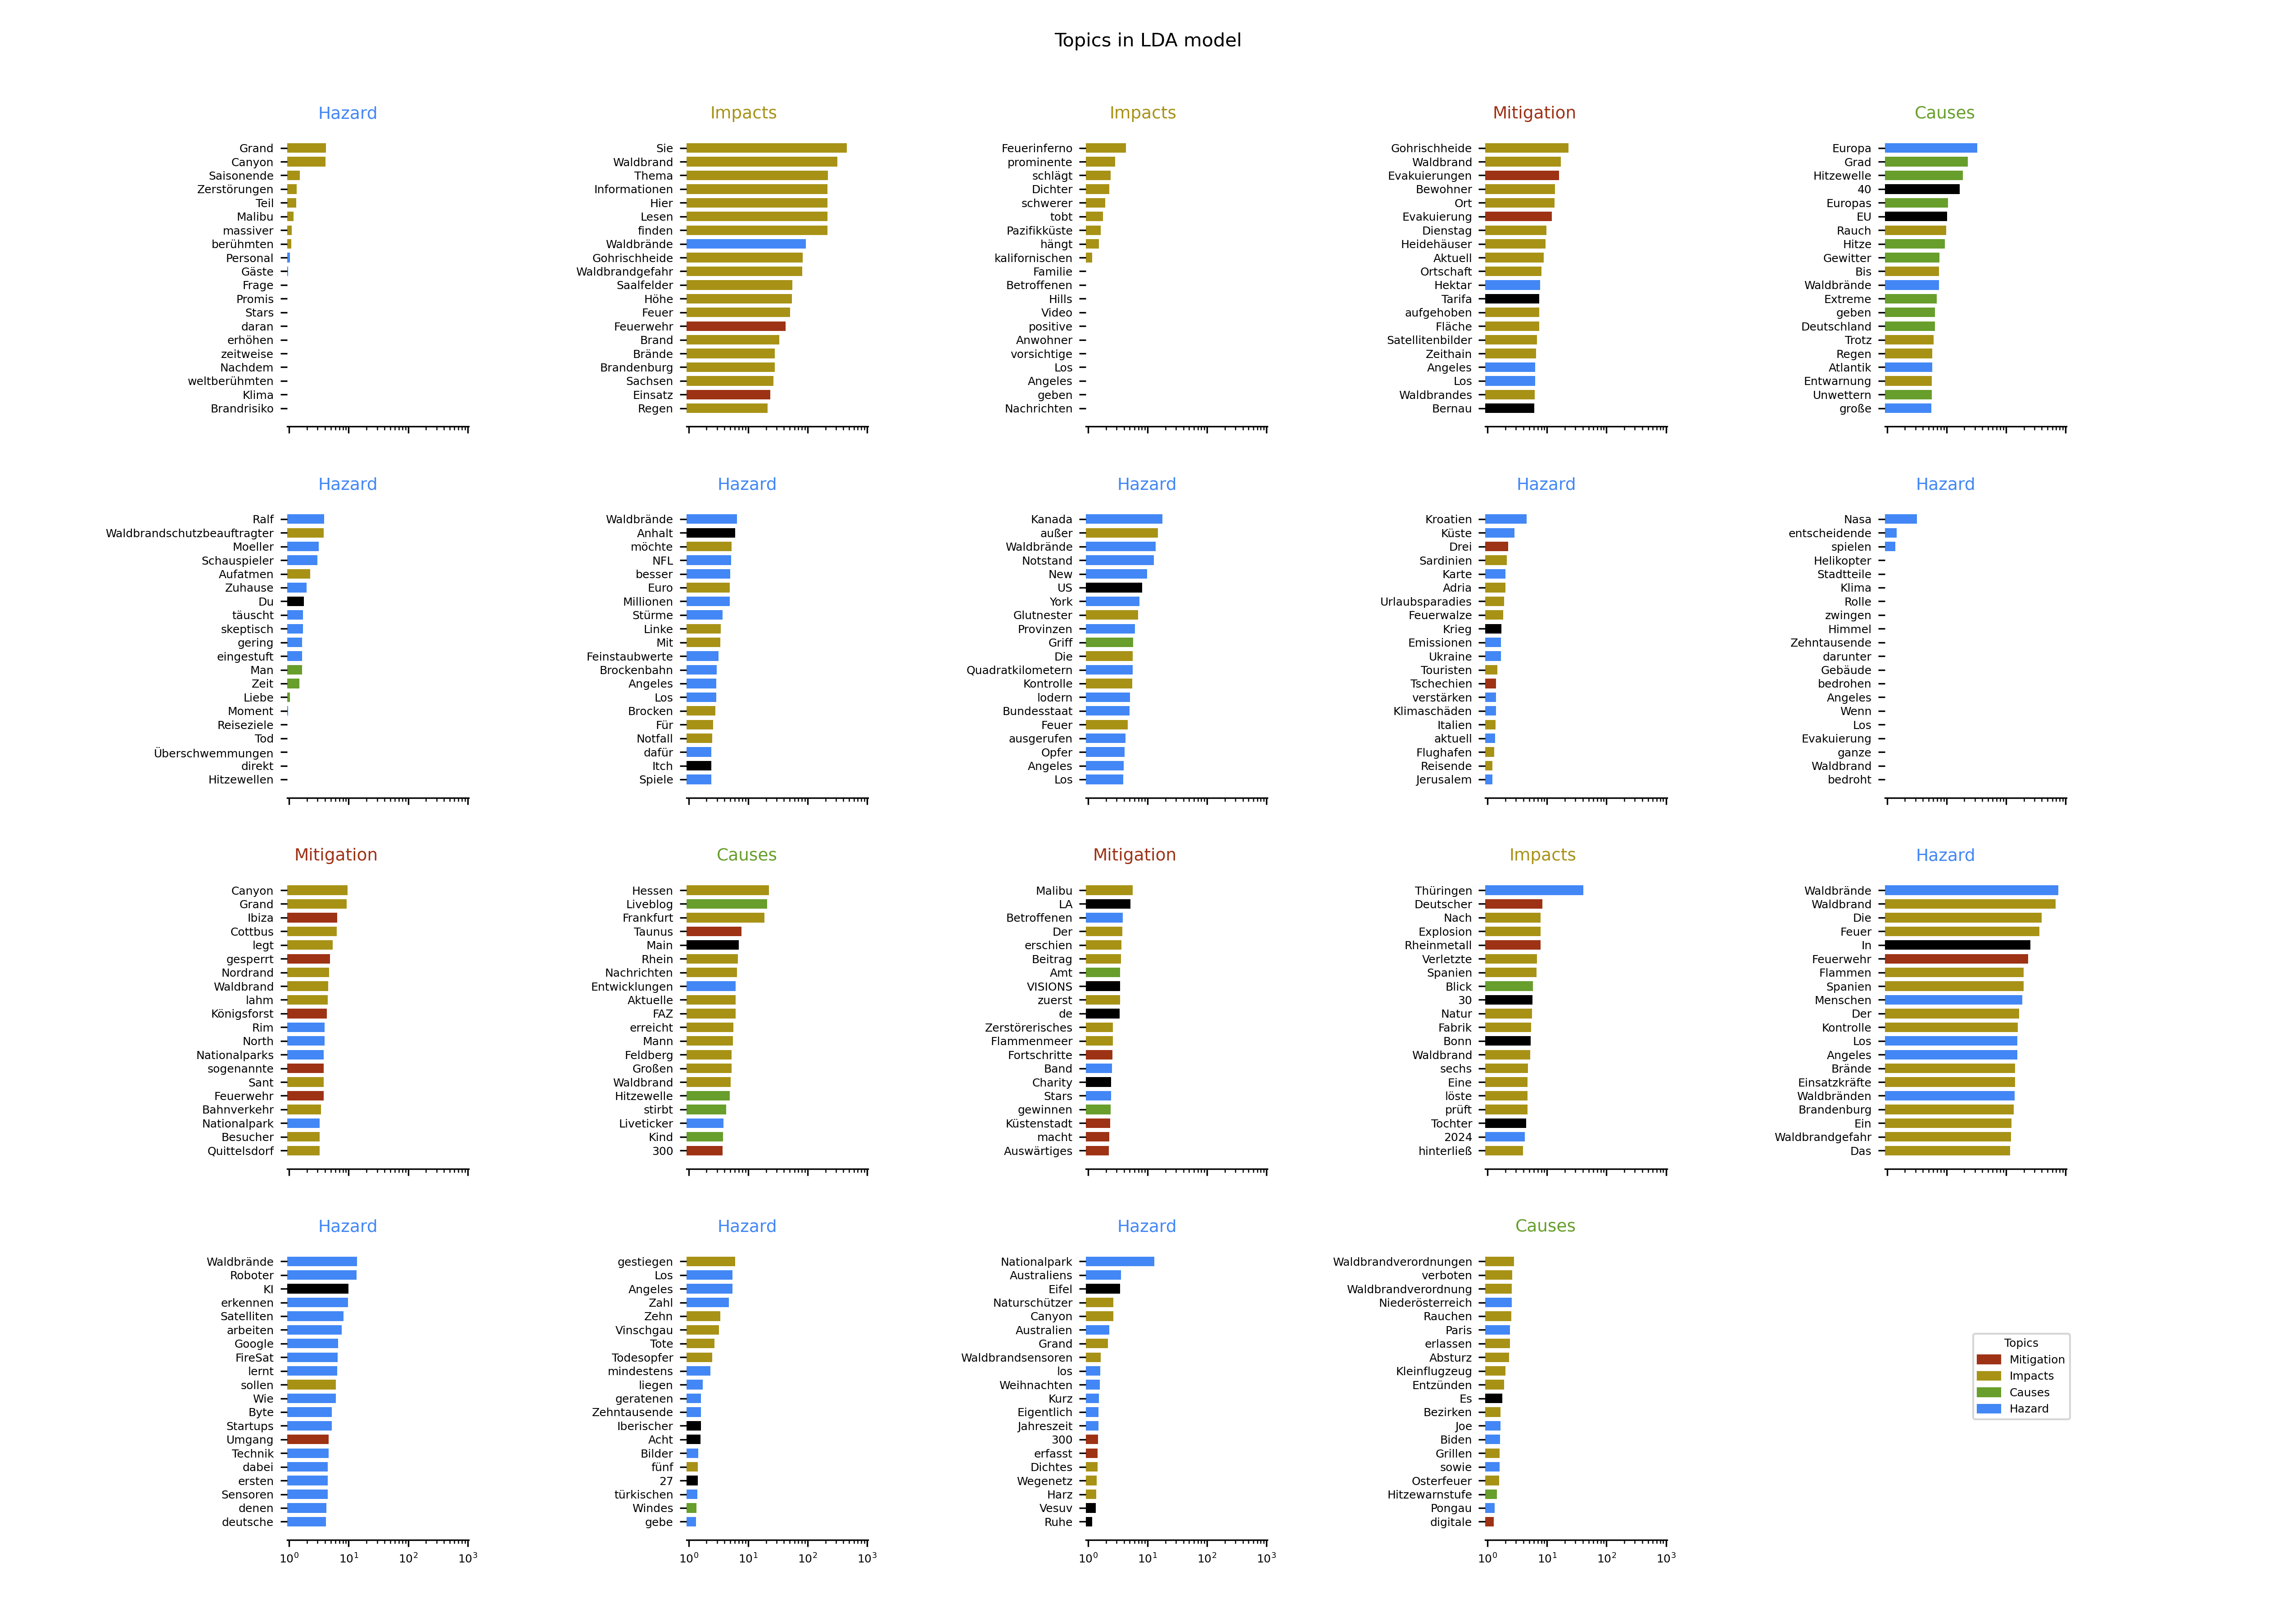 Topics in LDA model
Hazard
Grand
Canyon
Saisonende
Zerstörungen
Teil
Malibu
massiver
berühmten
Personal
Gäste
Frage
Promis
Stars
daran
erhöhen
zeitweise
Nachdem
weltberühmten
Klima
Brandrisiko
Impacts
Sie
Waldbrand
Thema
Informationen
Hier
Lesen
finden
Waldbrände
Gohrischheide
Waldbrandgefahr
Saalfelder
Höhe
Feuer
Feuerwehr
Brand
Brände
Brandenburg
Sachsen
Einsatz
Regen
Impacts
Feuerinferno
prominente
schlägt
Dichter
schwerer
tobt
Pazifikküste
hängt
kalifornischen
Familie
Betroffenen
Hills
Video
positive
Anwohner
vorsichtige
Los
Angeles
geben
Nachrichten
Mitigation
Gohrischheide
Waldbrand
Evakuierungen
Bewohner
Ort
Evakuierung
Dienstag
Heidehäuser
Aktuell
Ortschaft
Hektar
Tarifa
aufgehoben
Fläche
Satellitenbilder
Zeithain
Angeles
Los
Waldbrandes
Bernau
Causes
Europa
Grad
Hitzewelle
40
Europas
EU
Rauch
Hitze
Gewitter
Bis
Waldbrände
Extreme
geben
Deutschland
Trotz
Regen
Atlantik
Entwarnung
Unwettern
große
Hazard
Ralf
Waldbrandschutzbeauftragter
Moeller
Schauspieler
Aufatmen
Zuhause
Du
täuscht
skeptisch
gering
eingestuft
Man
Zeit
Liebe
Moment
Reiseziele
Tod
Überschwemmungen
direkt
Hitzewellen
Hazard
Waldbrände
Anhalt
möchte
NFL
besser
Euro
Millionen
Stürme
Linke
Mit
Feinstaubwerte
Brockenbahn
Angeles
Los
Brocken
Für
Notfall
dafür
Itch
Spiele
Hazard
Kanada
außer
Waldbrände
Notstand
New
US
York
Glutnester
Provinzen
Griff
Die
Quadratkilometern
Kontrolle
lodern
Bundesstaat
Feuer
ausgerufen
Opfer
Angeles
Los
Hazard
Kroatien
Küste
Drei
Sardinien
Karte
Adria
Urlaubsparadies
Feuerwalze
Krieg
Emissionen
Ukraine
Touristen
Tschechien
verstärken
Klimaschäden
Italien
aktuell
Flughafen
Reisende
Jerusalem
Hazard
Nasa
entscheidende
spielen
Helikopter
Stadtteile
Klima
Rolle
zwingen
Himmel
Zehntausende
darunter
Gebäude
bedrohen
Angeles
Wenn
Los
Evakuierung
ganze
Waldbrand
bedroht
Mitigation
Canyon
Grand
Ibiza
Cottbus
legt
gesperrt
Nordrand
Waldbrand
lahm
Königsforst
Rim
North
Nationalparks
sogenannte
Sant
Feuerwehr
Bahnverkehr
Nationalpark
Besucher
Quittelsdorf
Causes
Hessen
Liveblog
Frankfurt
Taunus
Main
Rhein
Nachrichten
Entwicklungen
Aktuelle
FAZ
erreicht
Mann
Feldberg
Großen
Waldbrand
Hitzewelle
stirbt
Liveticker
Kind
300
Mitigation
Malibu
LA
Betroffenen
Der
erschien
Beitrag
Amt
VISIONS
zuerst
de
Zerstörerisches
Flammenmeer
Fortschritte
Band
Charity
Stars
gewinnen
Küstenstadt
macht
Auswärtiges
Impacts
Thüringen
Deutscher
Nach
Explosion
Rheinmetall
Verletzte
Spanien
Blick
30
Natur
Fabrik
Bonn
Waldbrand
sechs
Eine
löste
prüft
Tochter
2024
hinterließ
Hazard
Waldbrände
Waldbrand
Die
Feuer
In
Feuerwehr
Flammen
Spanien
Menschen
Der
Kontrolle
Los
Angeles
Brände
Einsatzkräfte
Waldbränden
Brandenburg
Ein
Waldbrandgefahr
Das
Hazard
Waldbrände
Roboter
KI
erkennen
Satelliten
arbeiten
Google
FireSat
lernt
sollen
Wie
Byte
Startups
Umgang
Technik
dabei
ersten
Sensoren
denen
deutsche
10⁰ 10¹ 10² 10³
Hazard
gestiegen
Los
Angeles
Zahl
Zehn
Vinschgau
Tote
Todesopfer
mindestens
liegen
geratenen
Zehntausende
Iberischer
Acht
Bilder
fünf
27
türkischen
Windes
gebe
10⁰ 10¹ 10² 10³
Hazard
Nationalpark
Australiens
Eifel
Naturschützer
Canyon
Australien
Grand
Waldbrandsensoren
los
Weihnachten
Kurz
Eigentlich
Jahreszeit
300
erfasst
Dichtes
Wegenetz
Harz
Vesuv
Ruhe
10⁰ 10¹ 10² 10³
Causes
Waldbrandverordnungen
verboten
Waldbrandverordnung
Niederösterreich
Rauchen
Paris
erlassen
Absturz
Kleinflugzeug
Entzünden
Es
Bezirken
Joe
Biden
Grillen
sowie
Osterfeuer
Hitzewarnstufe
Pongau
digitale
10⁰ 10¹ 10² 10³
Topics
Mitigation
Impacts
Causes
Hazard